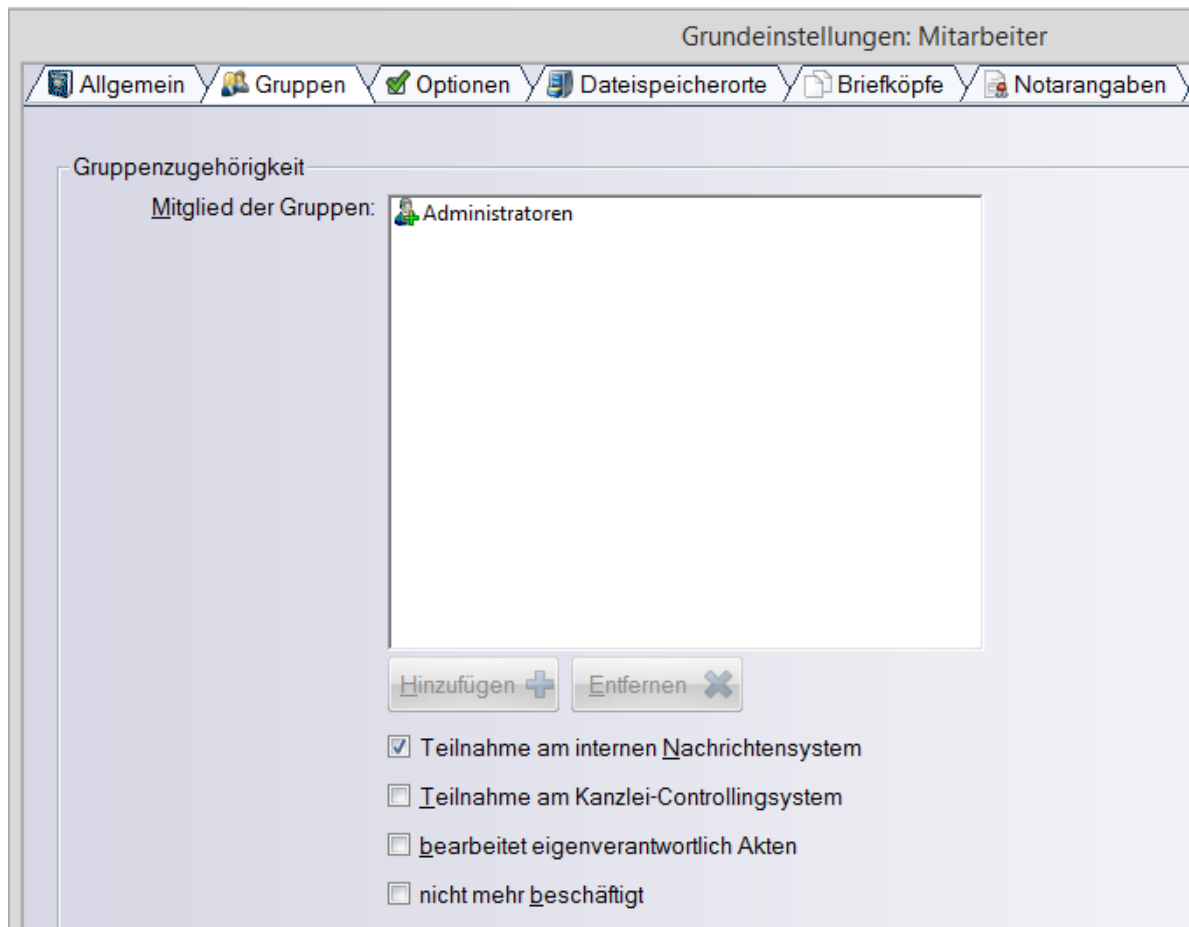 Grundeinstellungen: Mitarbeiter
Allgemein Gruppen Optionen Dateispeicherorte Briefköpfe Notarangaben
Gruppenzugehörigkeit
Mitglied der Gruppen: Administratoren
Hinzufügen Entfernen
Teilnahme am internen Nachrichtensystem
Teilnahme am Kanzlei-Controllingsystem
bearbeitet eigenverantwortlich Akten
nicht mehr beschäftigt